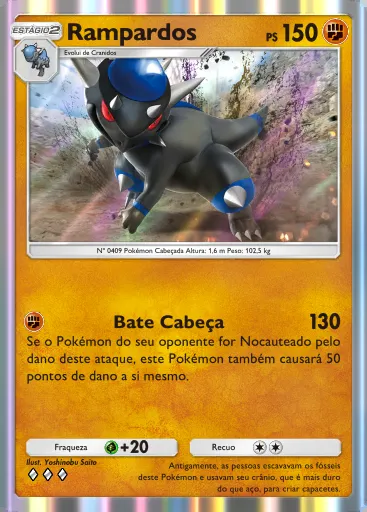 ESTÁGIO 2
Rampardos
PS 150
Evolui de Cranidos
Nº 0409 Pokémon Cabeçada Altura: 1,6 m Peso: 102,5 kg
Bate Cabeça 130
Se o Pokémon do seu oponente for Nocauteado pelo
dano deste ataque, este Pokémon também causará 50
pontos de dano a si mesmo.
Fraqueza +20
Recuo
Ilust. Yoshinobu Saito
Antigamente, as pessoas escavavam os fósseis
deste Pokémon e usavam seu crânio, que é mais duro
do que aço, para criar capacetes.